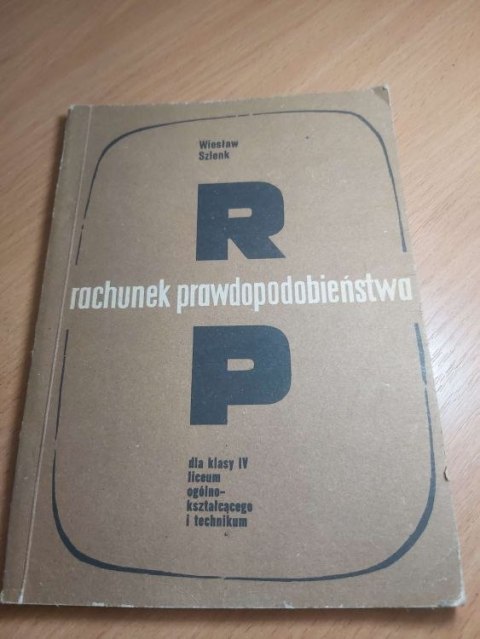 Wiesław
Szlenk
R
rachunek prawdopodobieństwa
P
dla klasy IV
liceum
ogólno-
kształcącego
i technikum